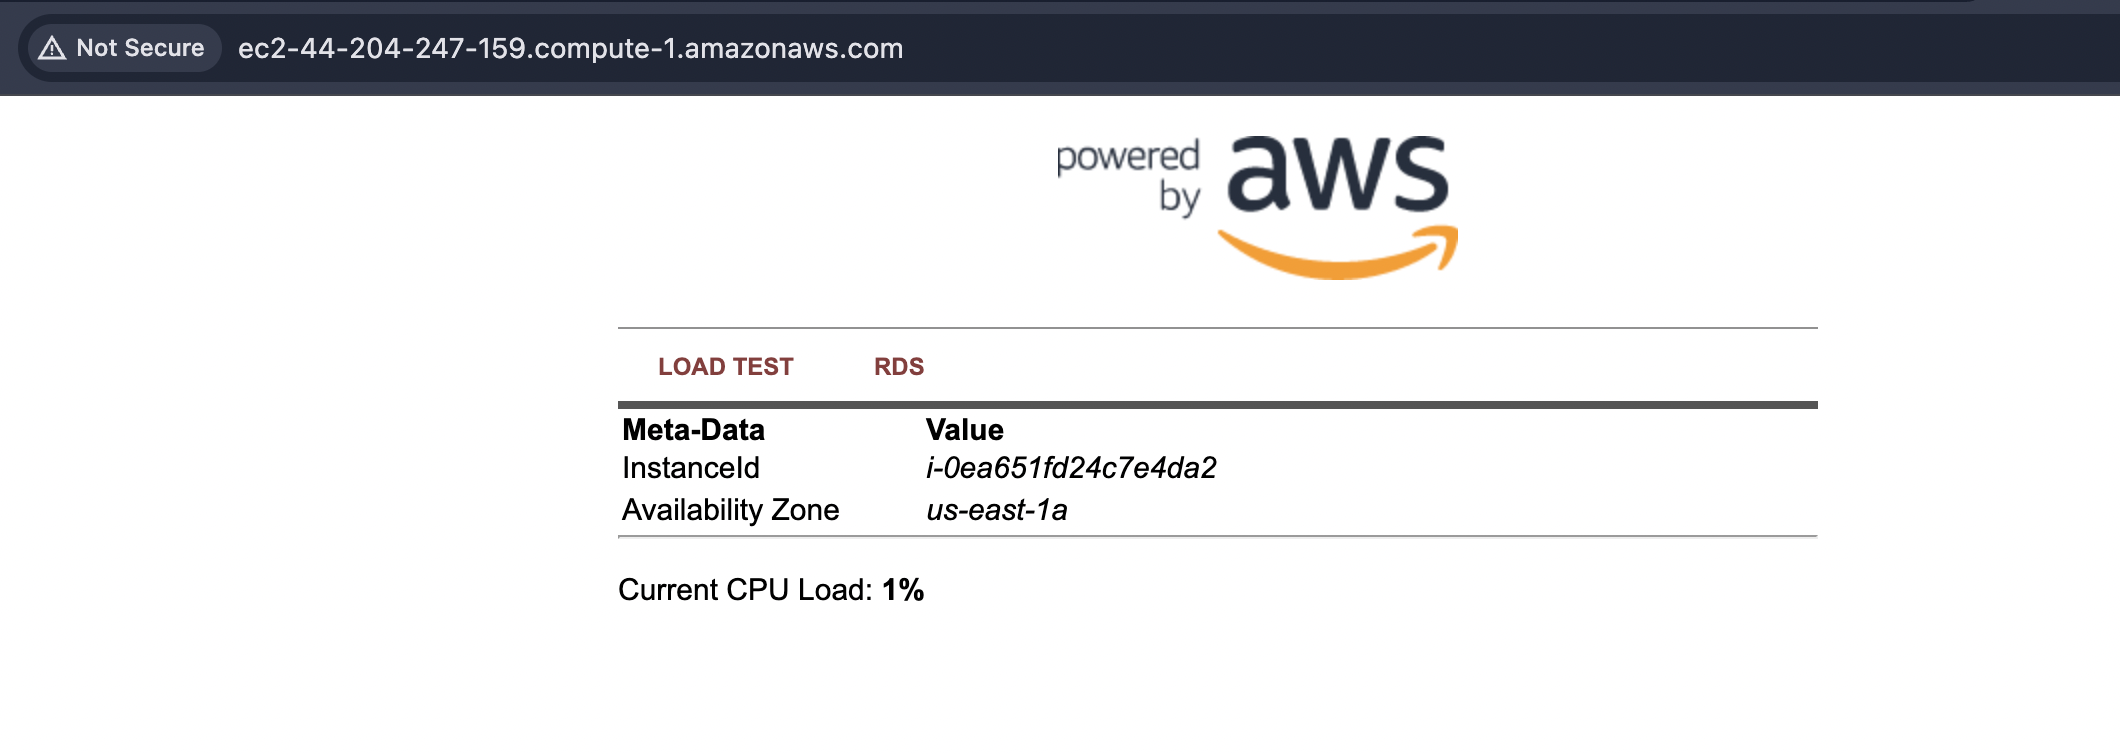 Not Secure ec2-44-204-247-159.compute-1.amazonaws.com
powered by aws
LOAD TEST RDS
Meta-Data Value
InstanceId i-0ea651fd24c7e4da2
Availability Zone us-east-1a
Current CPU Load: 1%